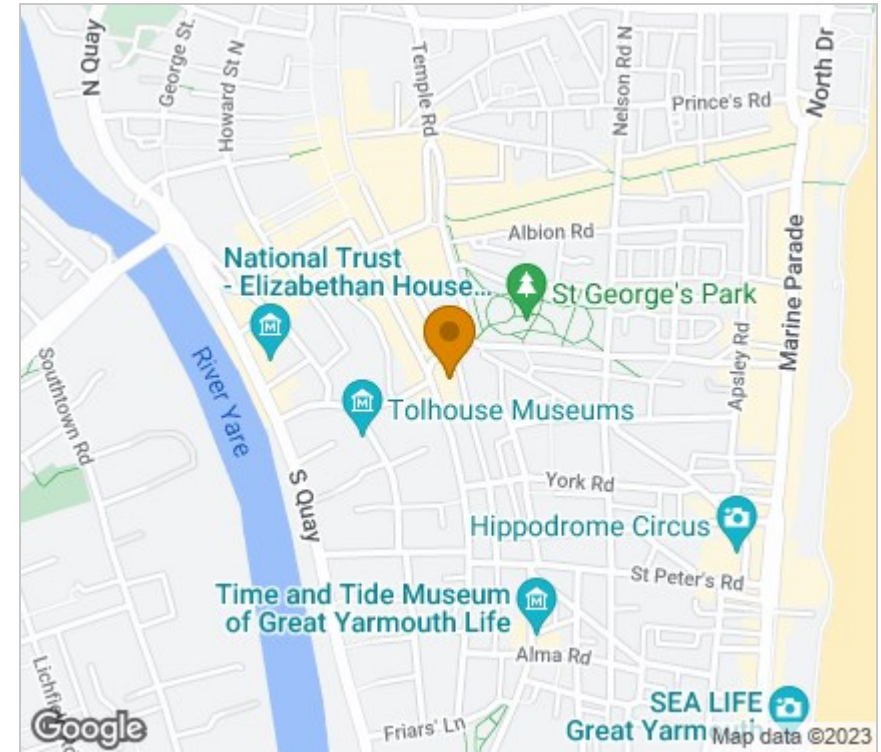 N Quay
George St.
Howard St N
Temple Rd
Nelson Rd N
Prince's Rd
North Dr
Albion Rd
National Trust
- Elizabethan House...
St George's Park
Marine Parade
Apsley Rd
River Yare
Southtown Rd
Tolhouse Museums
S Quay
York Rd
Hippodrome Circus
St Peter's Rd
Time and Tide Museum
of Great Yarmouth Life
Alma Rd
SEA LIFE
Great Yarmouth
Friars' Ln
Google
Map data ©2023